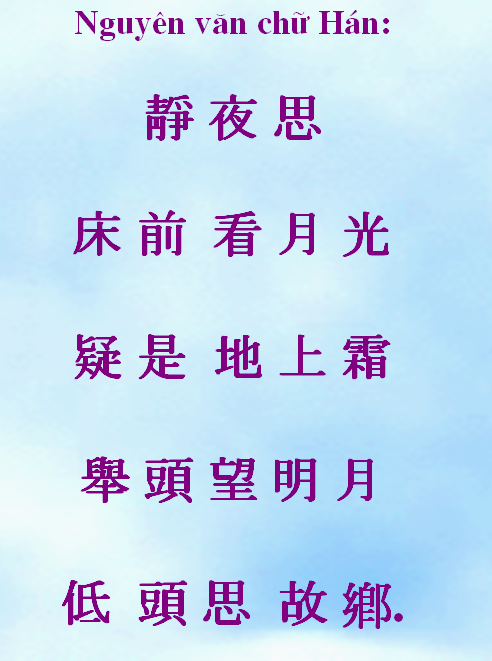 Nguyên văn chữ Hán:
靜夜思
床前看月光
疑是地上霜
舉頭望明月
低頭思故鄉.